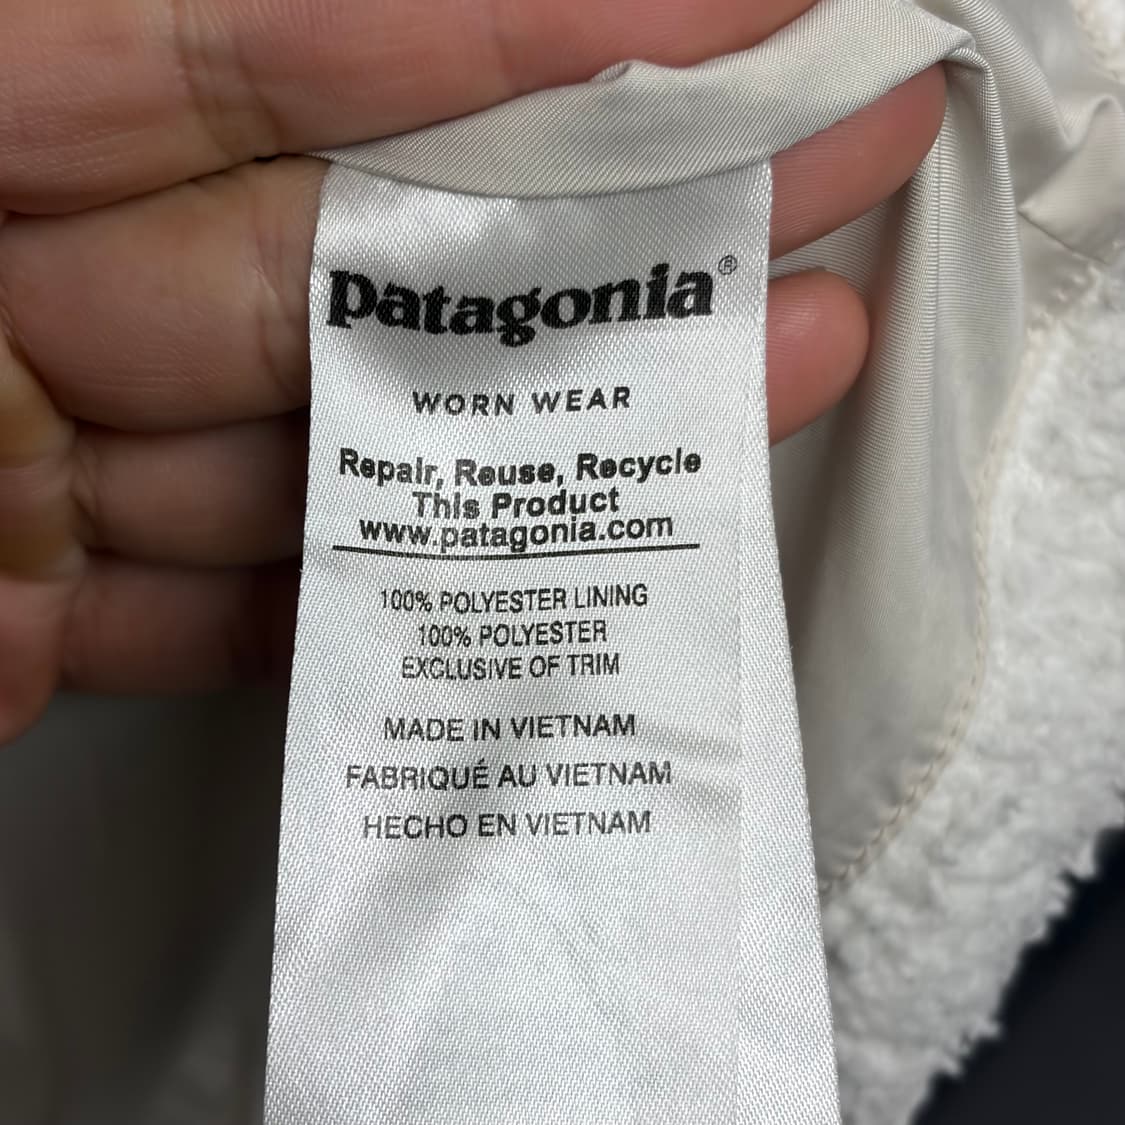 patagonia®
WORN WEAR
Repair, Reuse, Recycle
This Product
www.patagonia.com
100% POLYESTER LINING
100% POLYESTER
EXCLUSIVE OF TRIM
MADE IN VIETNAM
FABRIQUÉ AU VIETNAM
HECHO EN VIETNAM